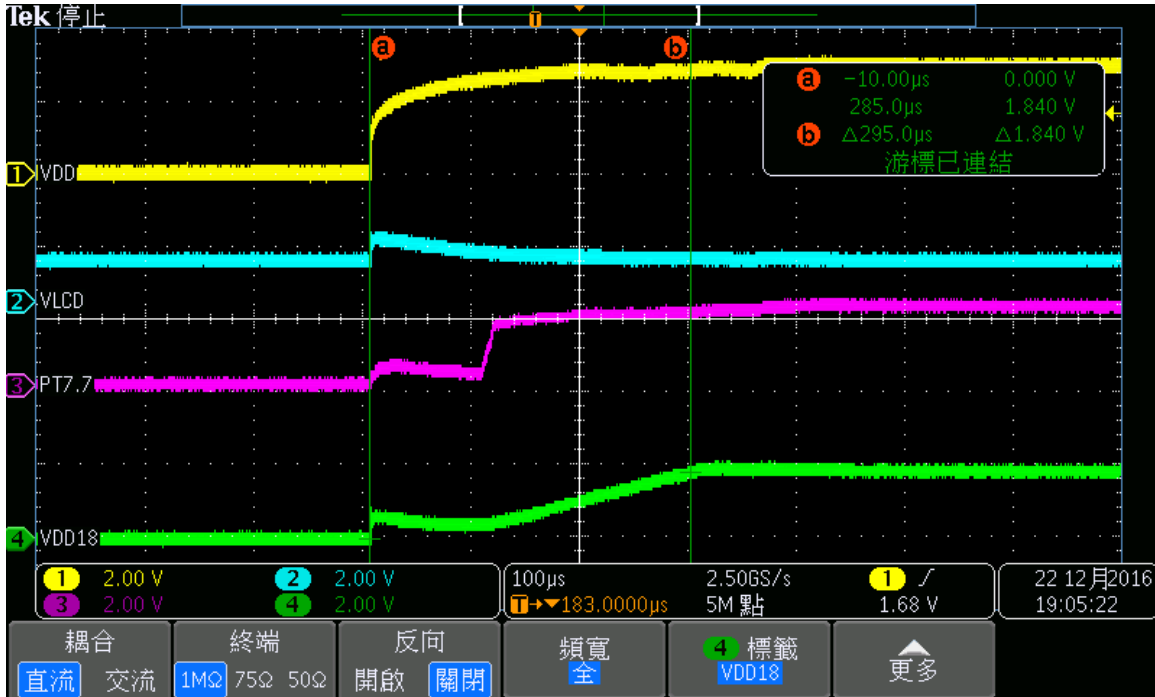 Tek 停止
T
a b
a −10.00µs 0.000 V
285.0µs 1.840 V
b △295.0µs △1.840 V
游標已連結
1 VDD
2 VLCD
3 PT7.7
4 VDD18
1 2.00 V 2 2.00 V 100µs 2.50GS/s 1 22 12月2016
3 2.00 V 4 2.00 V T→▼183.0000µs 5M 點 1.68 V 19:05:22
耦合 終端 反向 頻寬 4 標籤 更多
直流 交流 1MΩ 75Ω 50Ω 開啟 關閉 全 VDD18